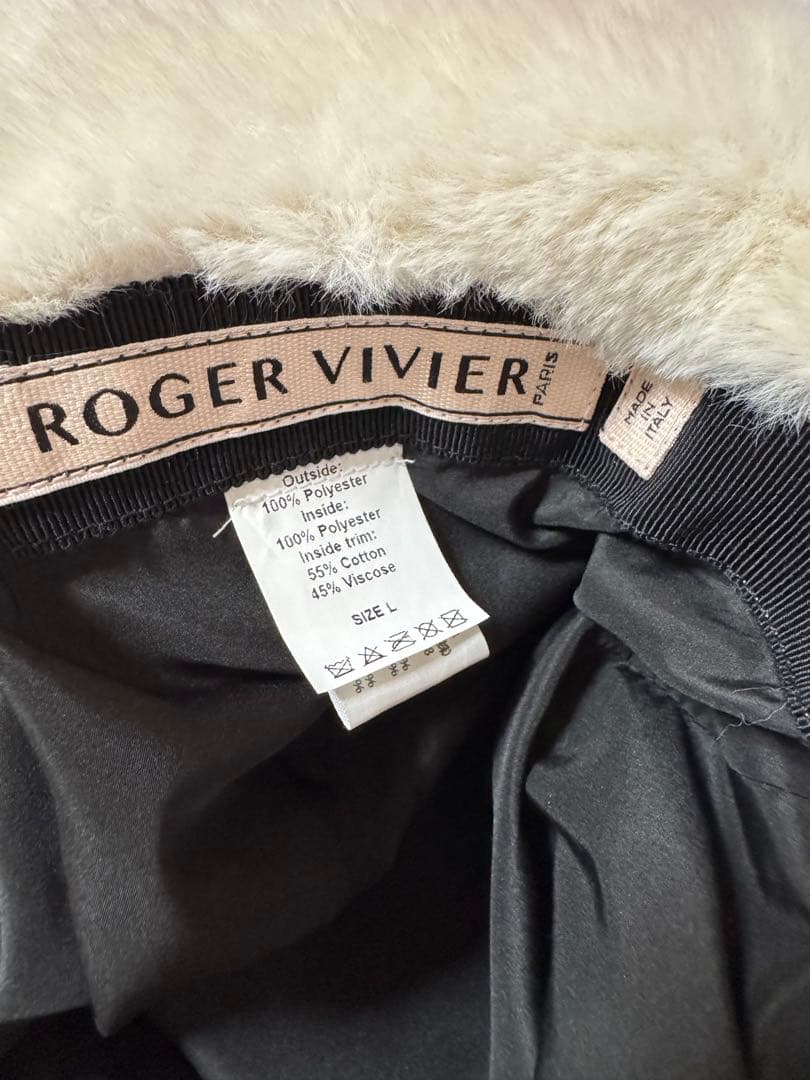 ROGER VIVIER PARIS
MADE
IN
ITALY
Outside:
100% Polyester
Inside:
100% Polyester
Inside trim:
55% Cotton
45% Viscose
SIZE L